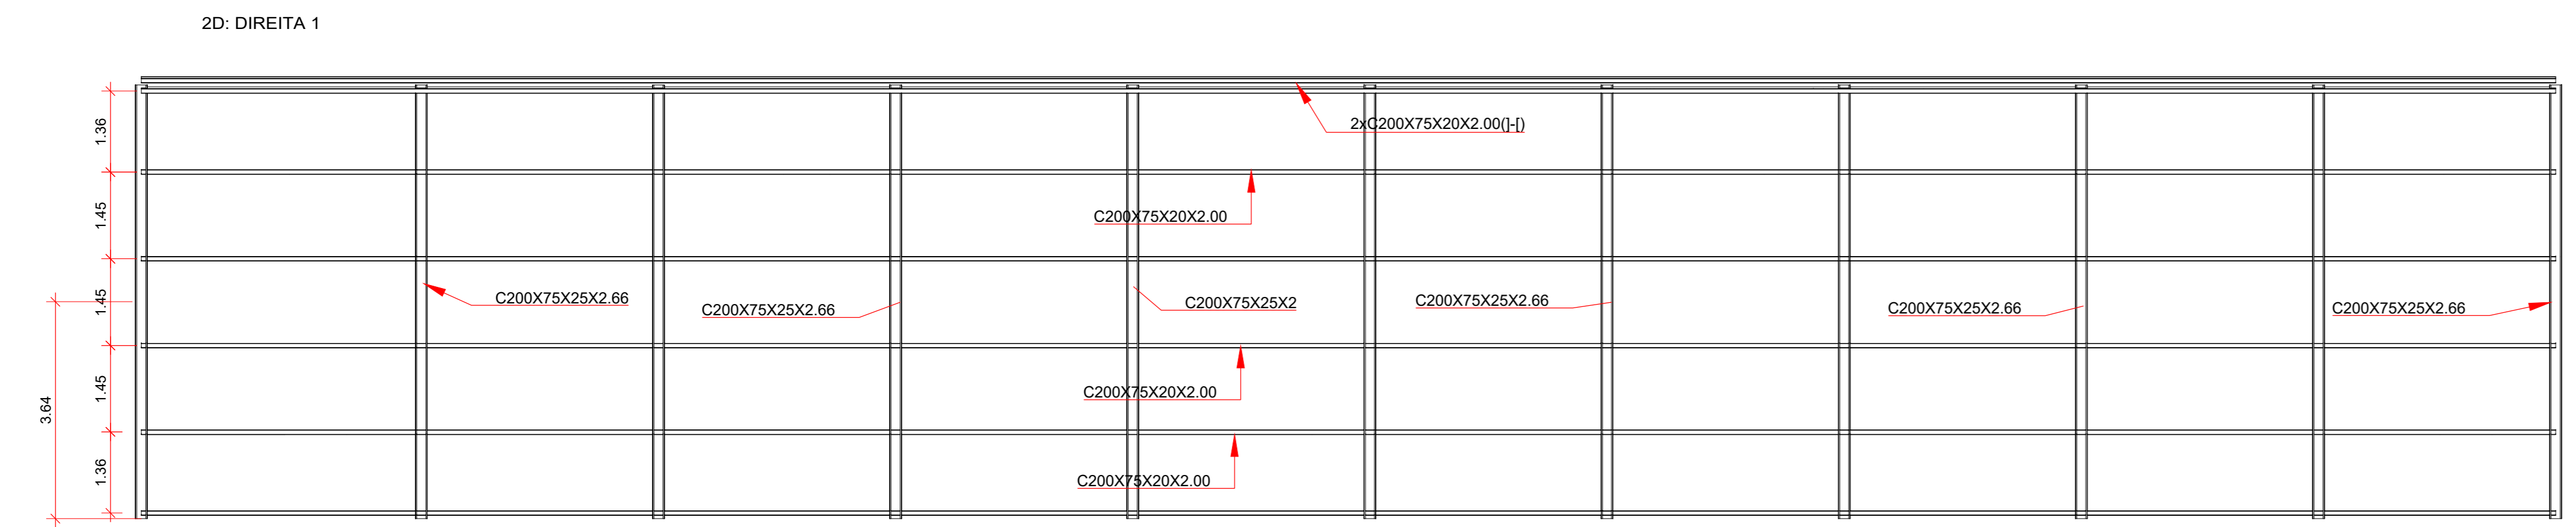 2D: DIREITA 1
1.36
2xC200X75X20X2.00(]-[)
1.45
C200X75X20X2.00
1.45
C200X75X25X2.66
C200X75X25X2.66
C200X75X25X2
C200X75X25X2.66
C200X75X25X2.66
C200X75X25X2.66
1.45
C200X75X20X2.00
3.64
1.36
C200X75X20X2.00